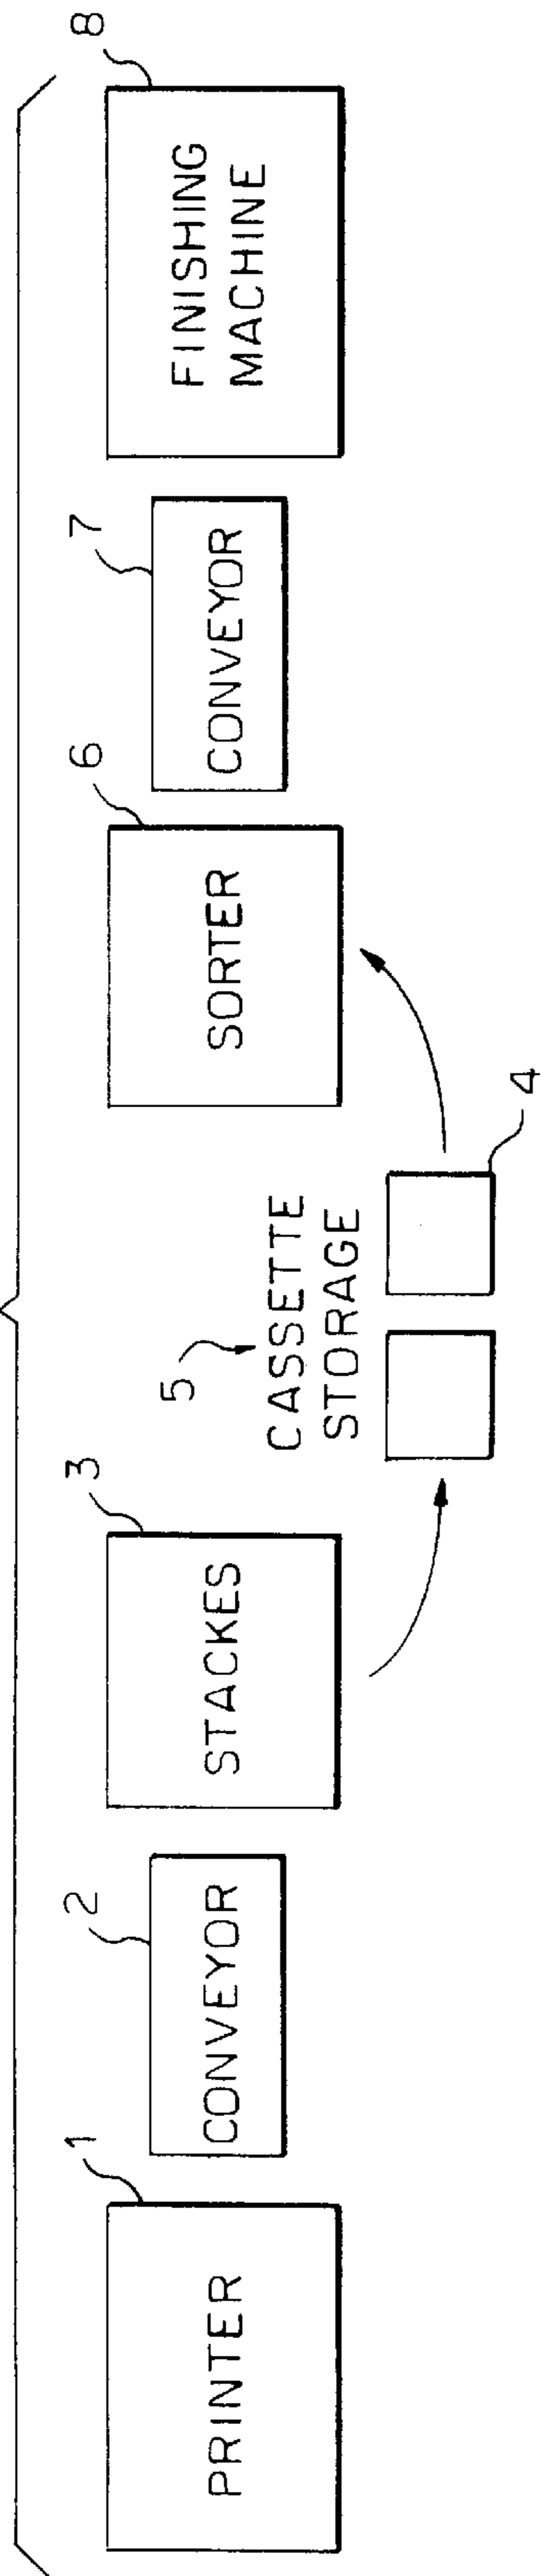 1
PRINTER
2
CONVEYOR
3
STACKES
5
CASSETTE
STORAGE
4
6
SORTER
7
CONVEYOR
8
FINISHING
MACHINE